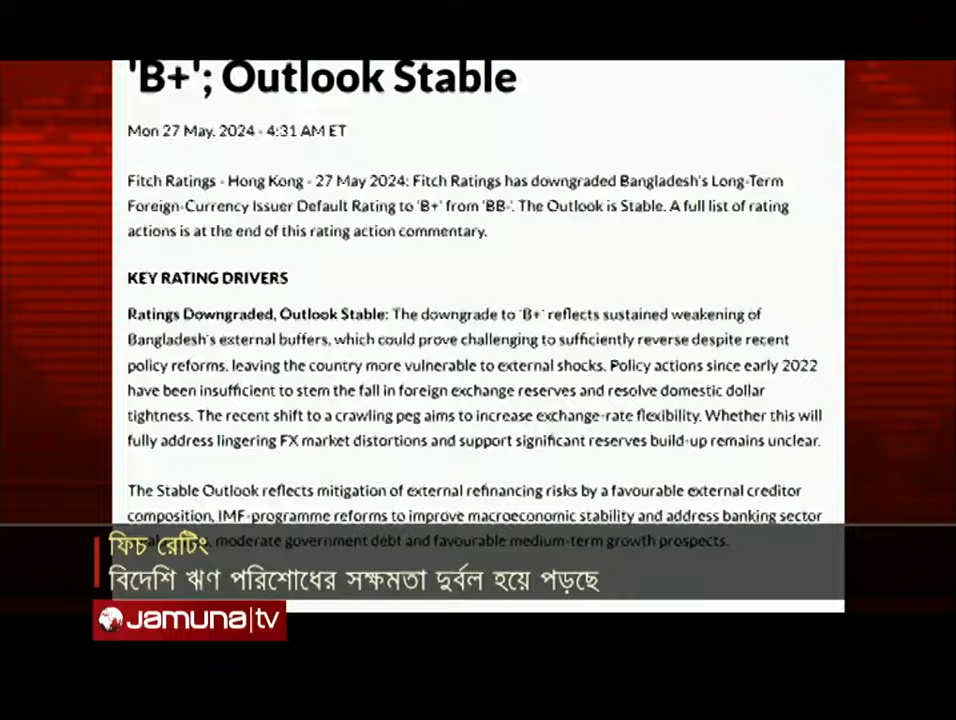 'B+'; Outlook Stable
Mon 27 May, 2024 - 4:31 AM ET
Fitch Ratings - Hong Kong - 27 May 2024: Fitch Ratings has downgraded Bangladesh's Long-Term
Foreign-Currency Issuer Default Rating to 'B+' from 'BB-'. The Outlook is Stable. A full list of rating
actions is at the end of this rating action commentary.
KEY RATING DRIVERS
Ratings Downgraded, Outlook Stable: The downgrade to 'B+' reflects sustained weakening of
Bangladesh's external buffers, which could prove challenging to sufficiently reverse despite recent
policy reforms, leaving the country more vulnerable to external shocks. Policy actions since early 2022
have been insufficient to stem the fall in foreign exchange reserves and resolve domestic dollar
tightness. The recent shift to a crawling peg aims to increase exchange-rate flexibility. Whether this will
fully address lingering FX market distortions and support significant reserves build-up remains unclear.
The Stable Outlook reflects mitigation of external refinancing risks by a favourable external creditor
composition, IMF-programme reforms to improve macroeconomic stability and address banking sector
moderate government debt and favourable medium-term growth prospects.
ফিচ রেটিং
বিদেশি ঋণ পরিশোধের সক্ষমতা দুর্বল হয়ে পড়ছে
Jamuna|tv